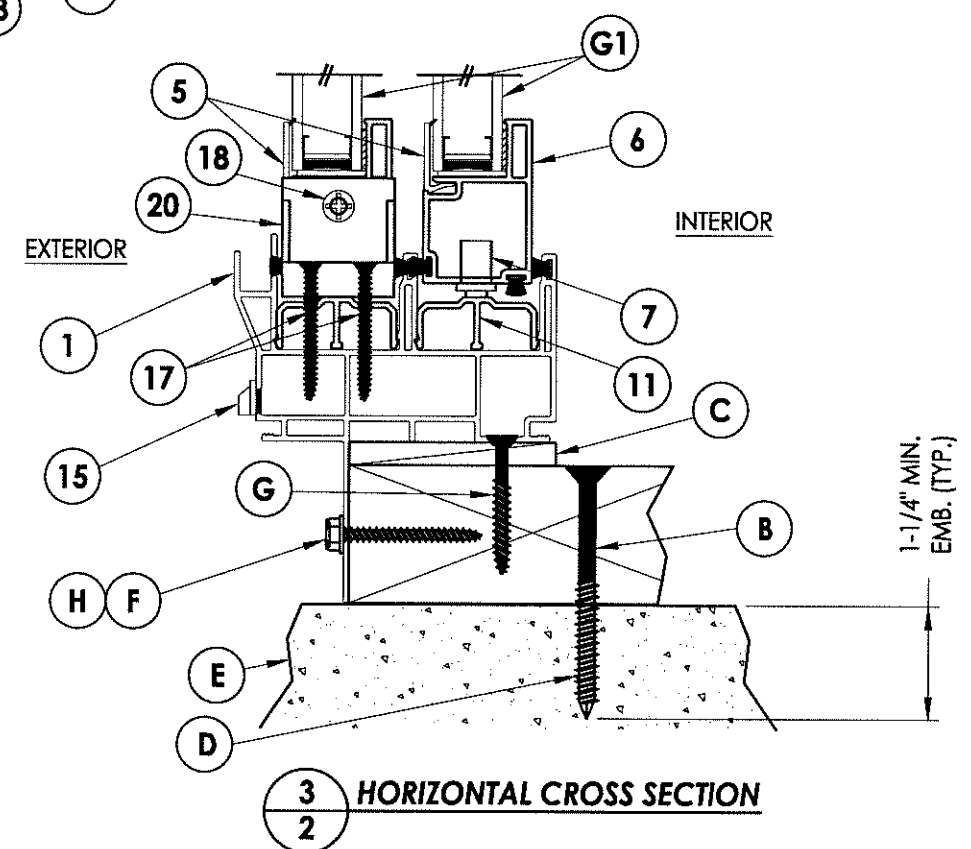 G1
5
6
18
20
INTERIOR
EXTERIOR
1
7
17
11
C
15
G
B
1-1/4" MIN.
EMB. (TYP.)
H F
E
D
3
2
HORIZONTAL CROSS SECTION